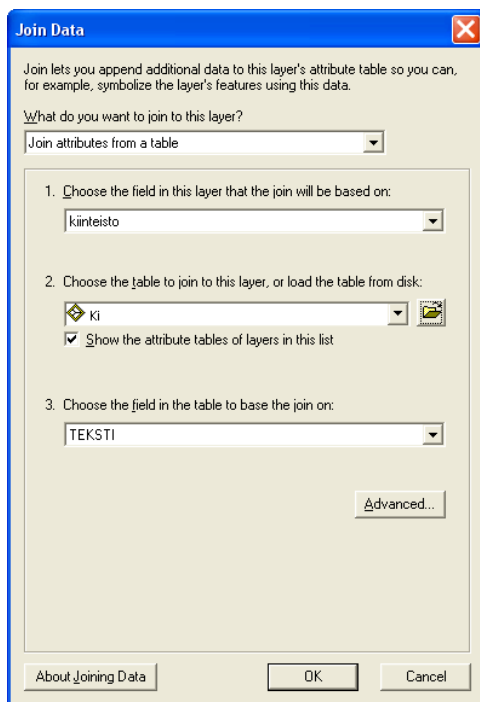 Join Data
Join lets you append additional data to this layer's attribute table so you can,
for example, symbolize the layer's features using this data.
What do you want to join to this layer?
Join attributes from a table
1. Choose the field in this layer that the join will be based on:
kiinteisto
2. Choose the table to join to this layer, or load the table from disk:
Ki
Show the attribute tables of layers in this list
3. Choose the field in the table to base the join on:
TEKSTI
Advanced...
About Joining Data
OK
Cancel